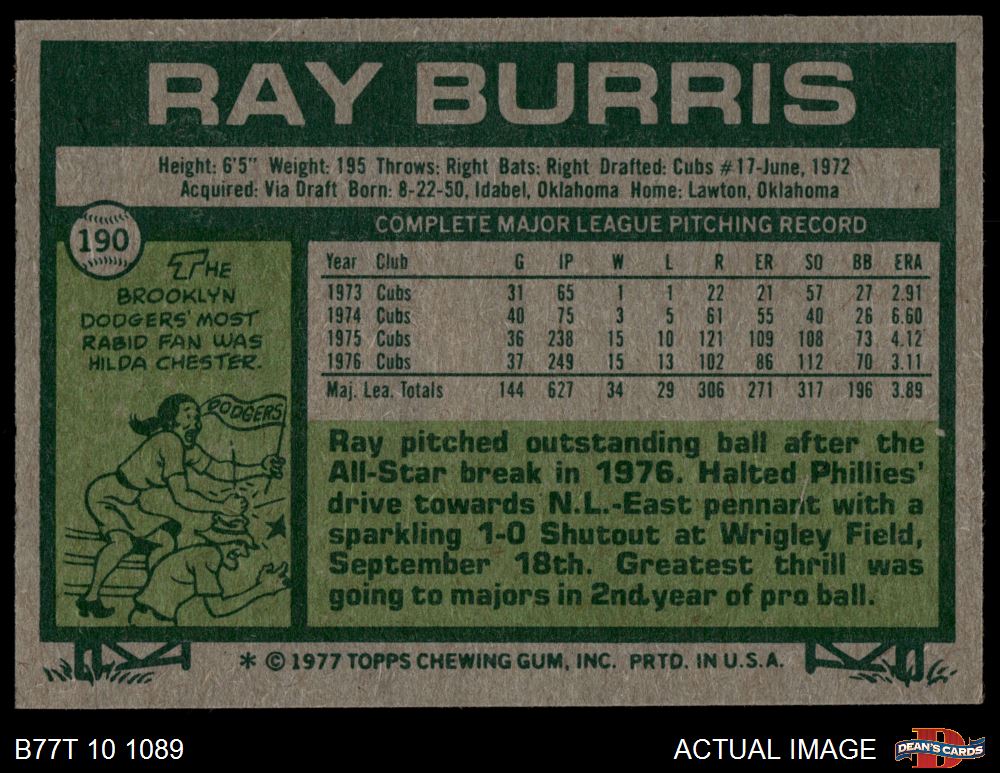 RAY BURRIS
Height: 6'5" Weight: 195 Throws: Right Bats: Right Drafted: Cubs #17-June, 1972
Acquired: Via Draft Born: 8-22-50, Idabel, Oklahoma Home: Lawton, Oklahoma
190
THE
BROOKLYN
DODGERS' MOST
RABID FAN WAS
HILDA CHESTER.
DODGERS
COMPLETE MAJOR LEAGUE PITCHING RECORD
Year Club G IP W L R ER SO BB ERA
1973 Cubs 31 65 1 1 22 21 57 27 2.91
1974 Cubs 40 75 3 5 61 55 40 26 6.60
1975 Cubs 36 238 15 10 121 109 108 73 4.12
1976 Cubs 37 249 15 13 102 86 112 70 3.11
Maj. Lea. Totals 144 627 34 29 306 271 317 196 3.89
Ray pitched outstanding ball after the
All-Star break in 1976. Halted Phillies'
drive towards N.L.-East pennant with a
sparkling 1-0 Shutout at Wrigley Field,
September 18th. Greatest thrill was
going to majors in 2nd year of pro ball.
* © 1977 TOPPS CHEWING GUM, INC. PRTD. IN U.S.A.
B77T 10 1089
ACTUAL IMAGE
D
DEAN'S CARDS